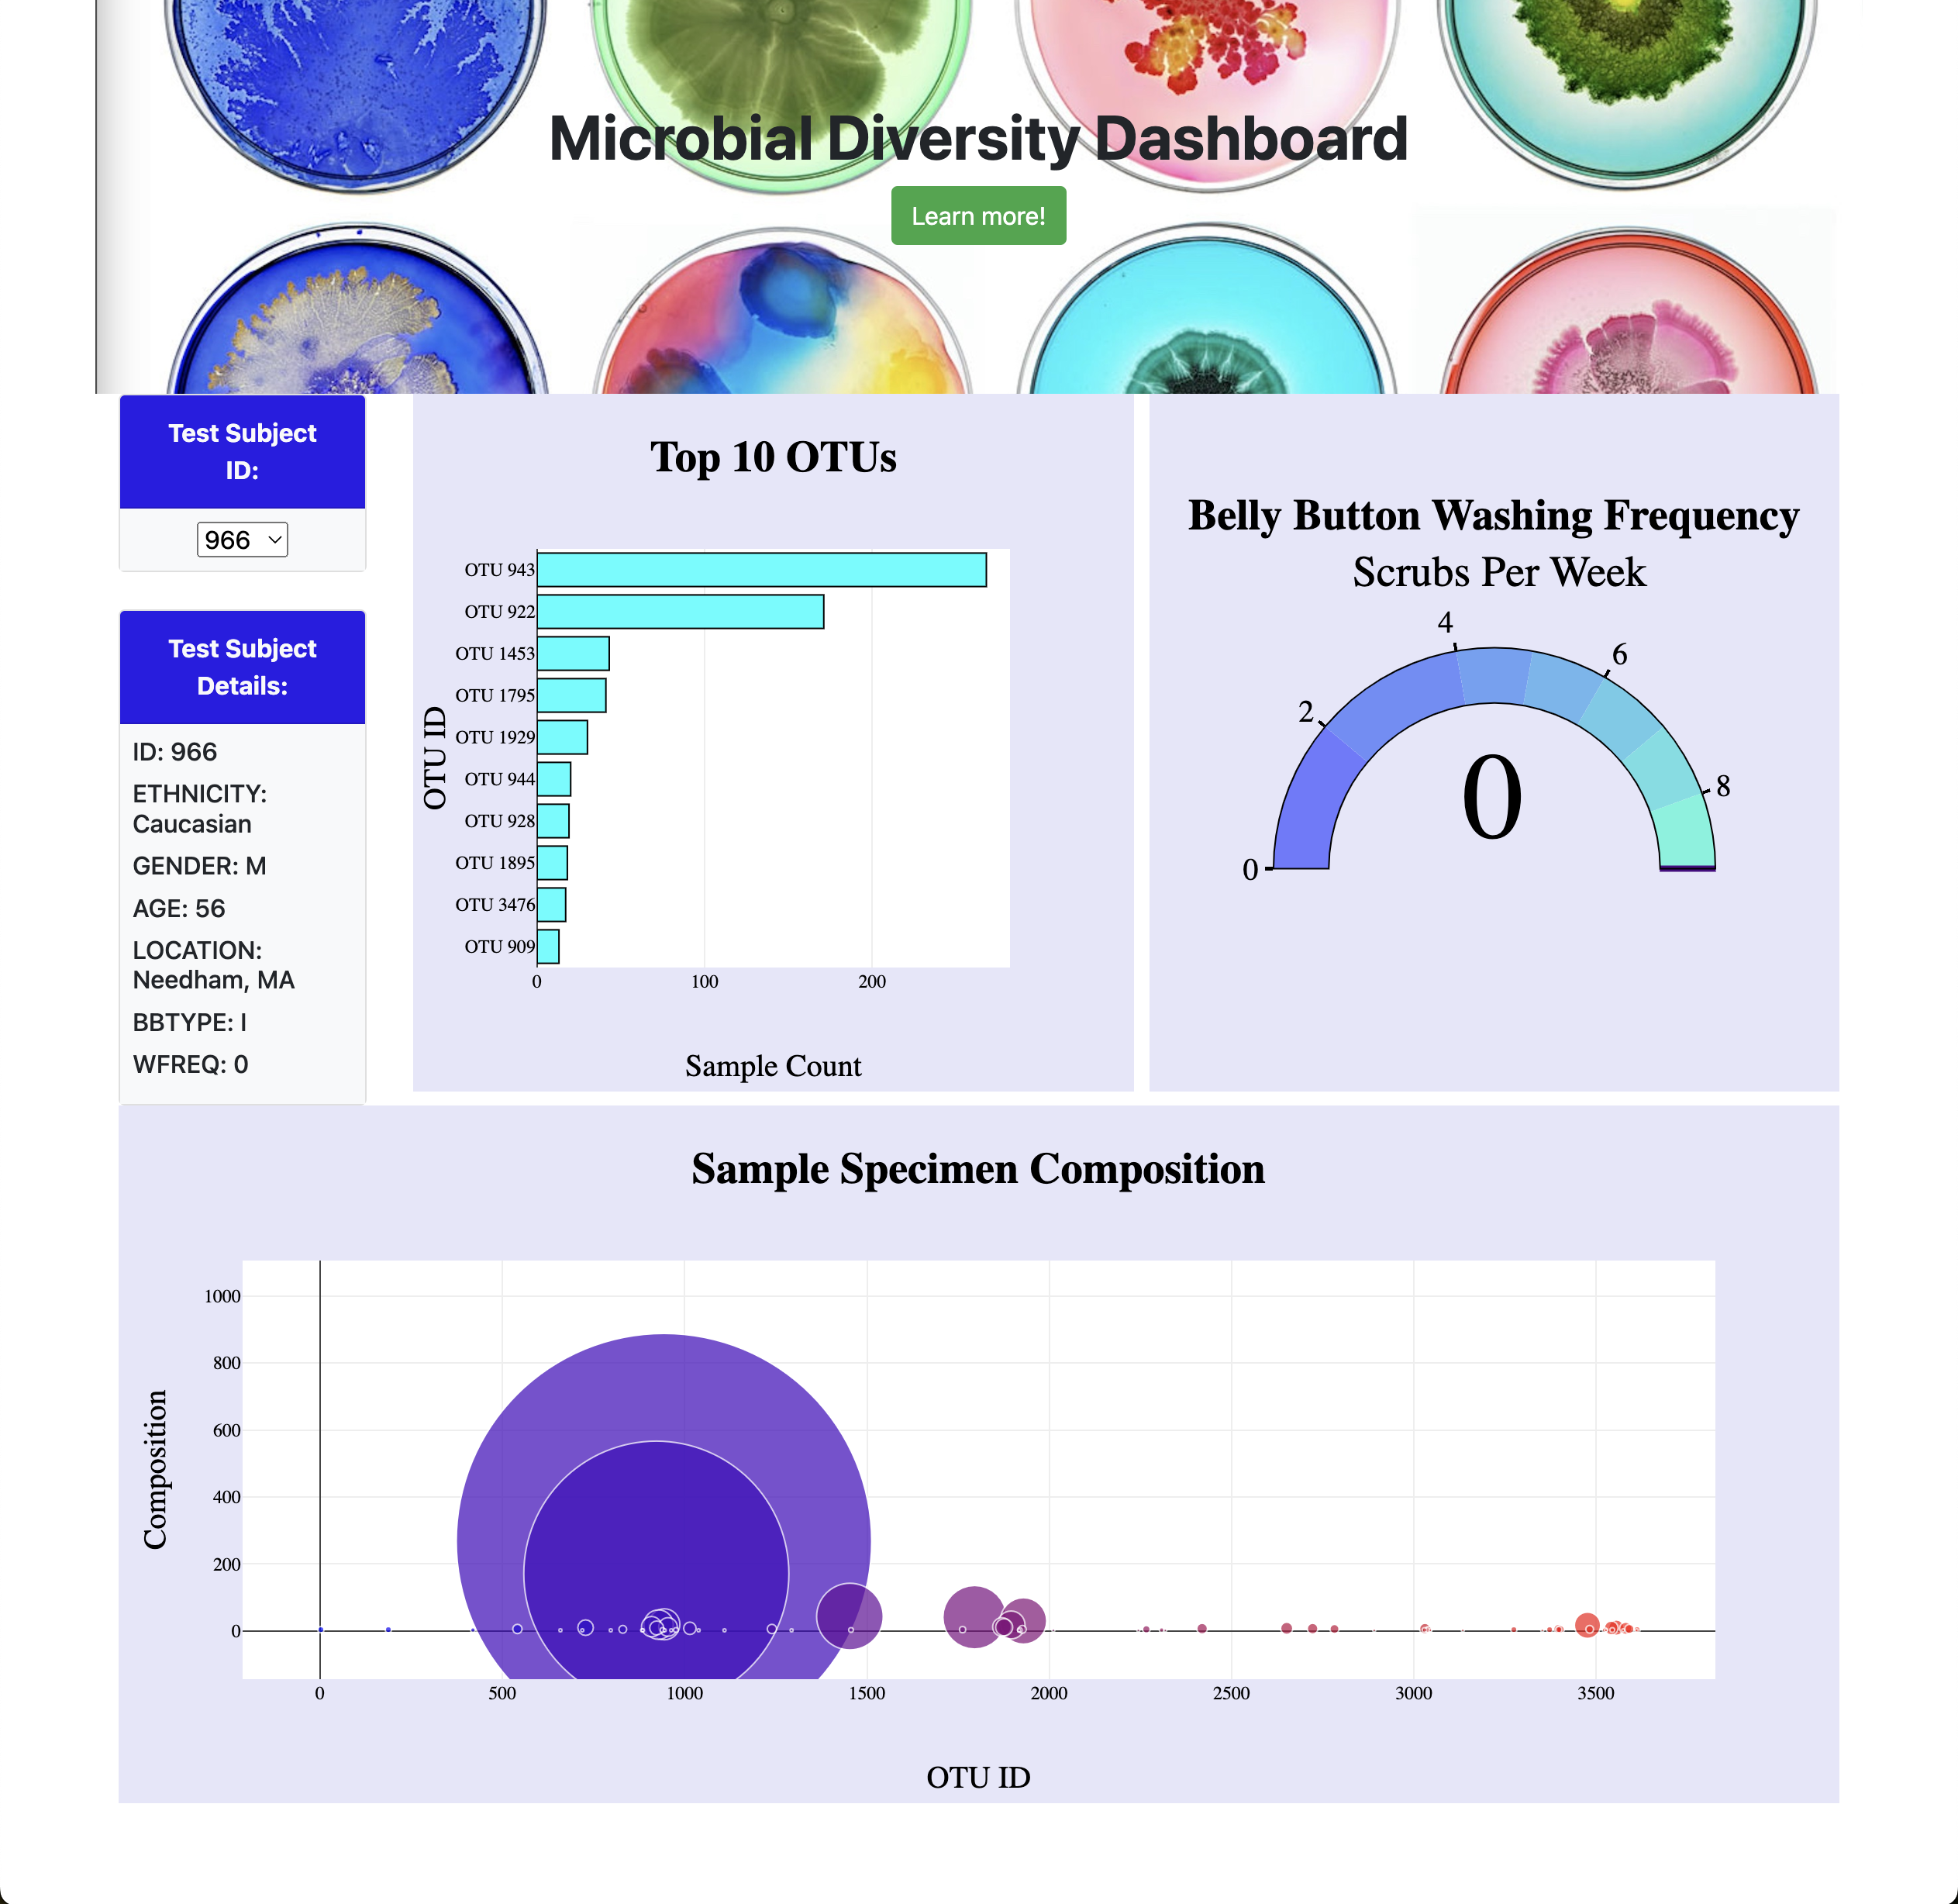 Microbial Diversity Dashboard
Learn more!
Test Subject
ID:
966
Test Subject
Details:
ID: 966
ETHNICITY:
Caucasian
GENDER: M
AGE: 56
LOCATION:
Needham, MA
BBTYPE: I
WFREQ: 0
Top 10 OTUs
OTU ID
OTU 943
OTU 922
OTU 1453
OTU 1795
OTU 1929
OTU 944
OTU 928
OTU 1895
OTU 3476
OTU 909
0 100 200
Sample Count
Belly Button Washing Frequency
Scrubs Per Week
0
2
4
6
8
0
Sample Specimen Composition
Composition
1000
800
600
400
200
0
0 500 1000 1500 2000 2500 3000 3500
OTU ID